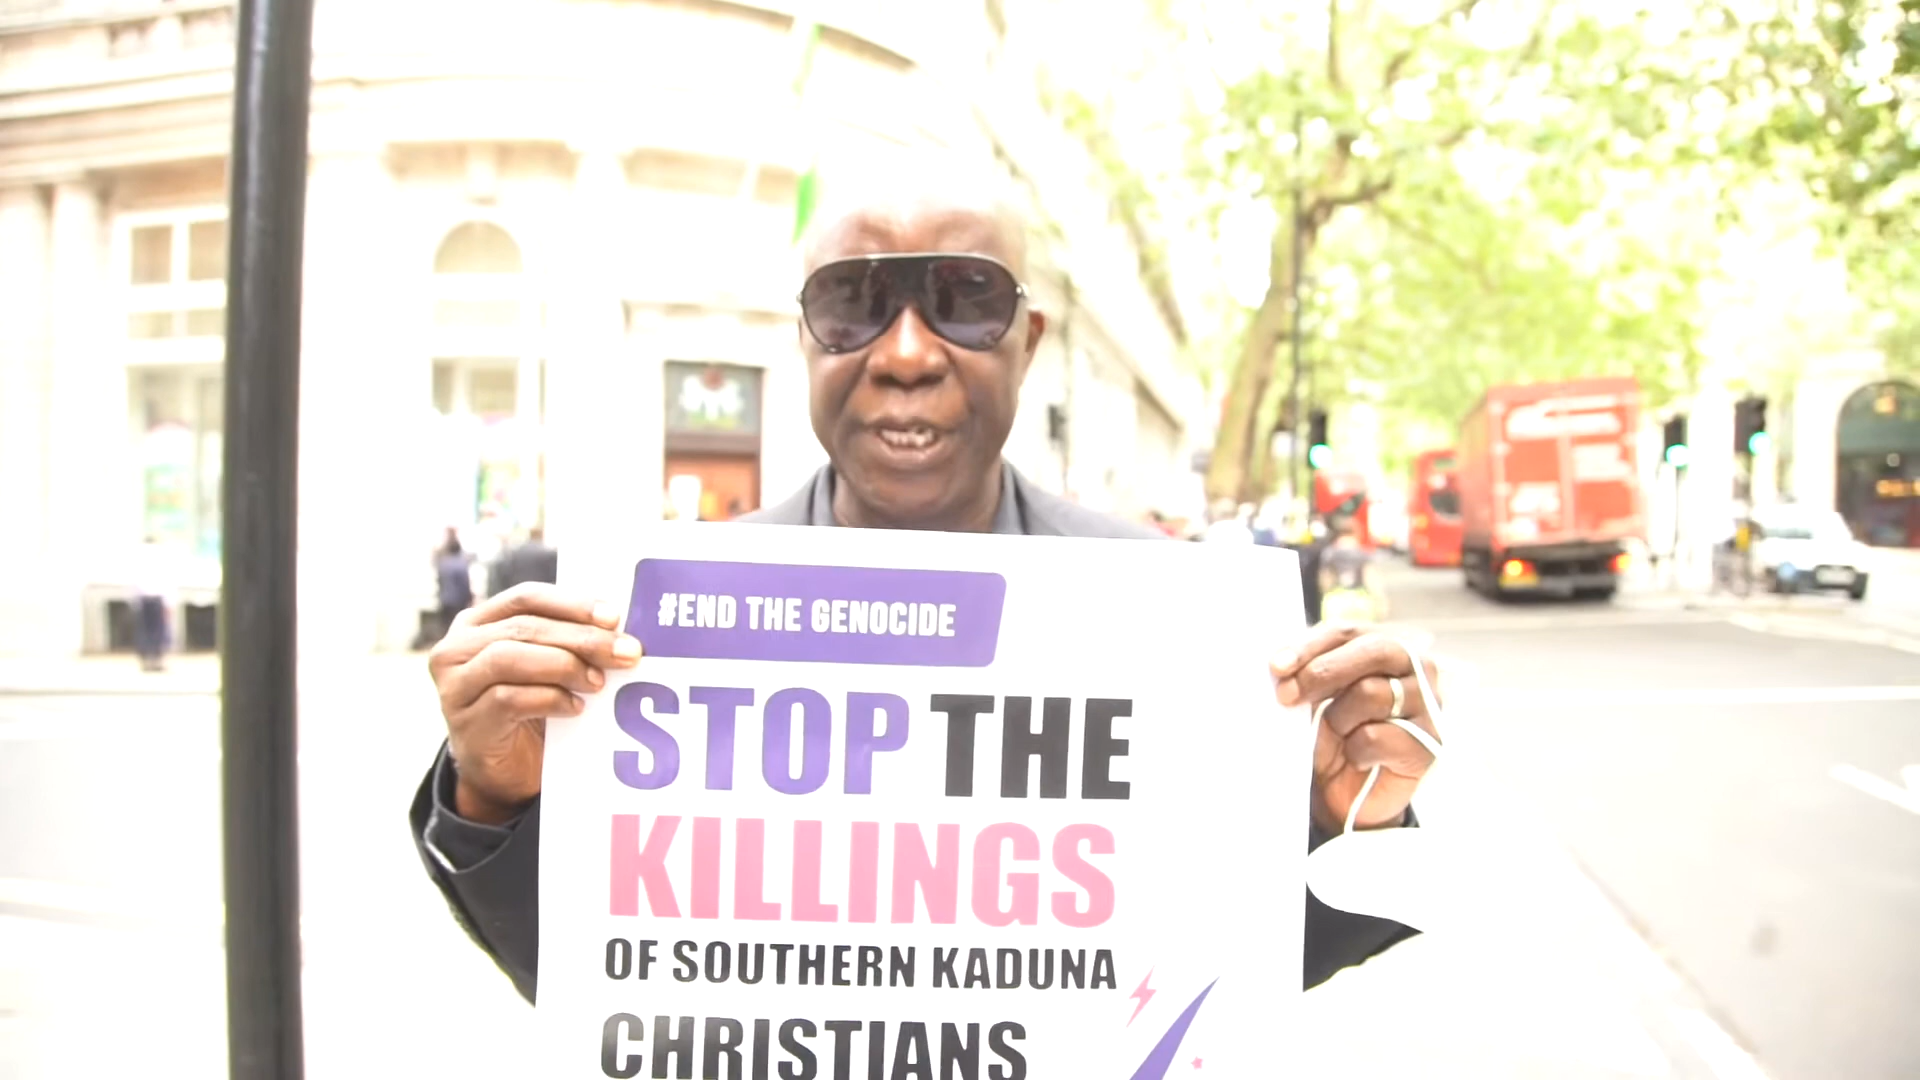 #END THE GENOCIDE
STOP THE
KILLINGS
OF SOUTHERN KADUNA
CHRISTIANS